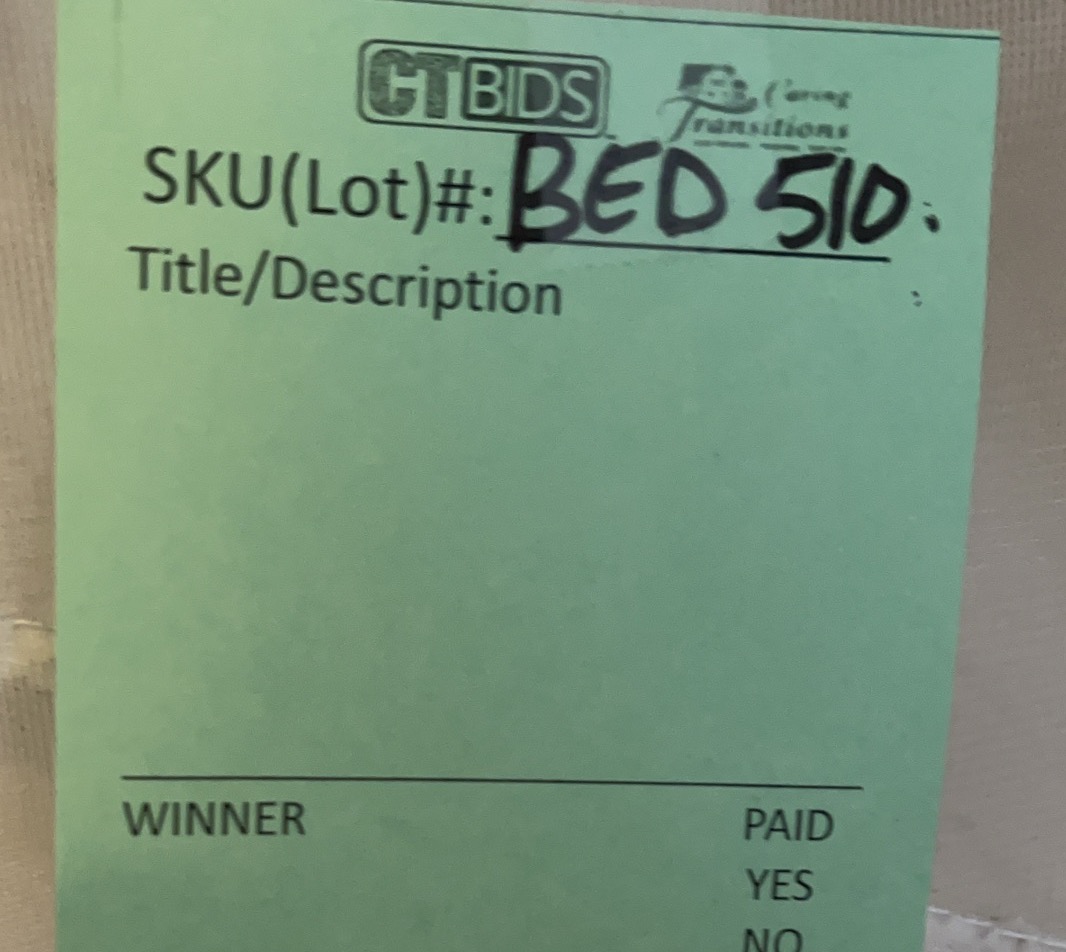 CTBIDS Caring
Transitions
SKU(Lot)#: BED 510
Title/Description
WINNER PAID
YES
NO